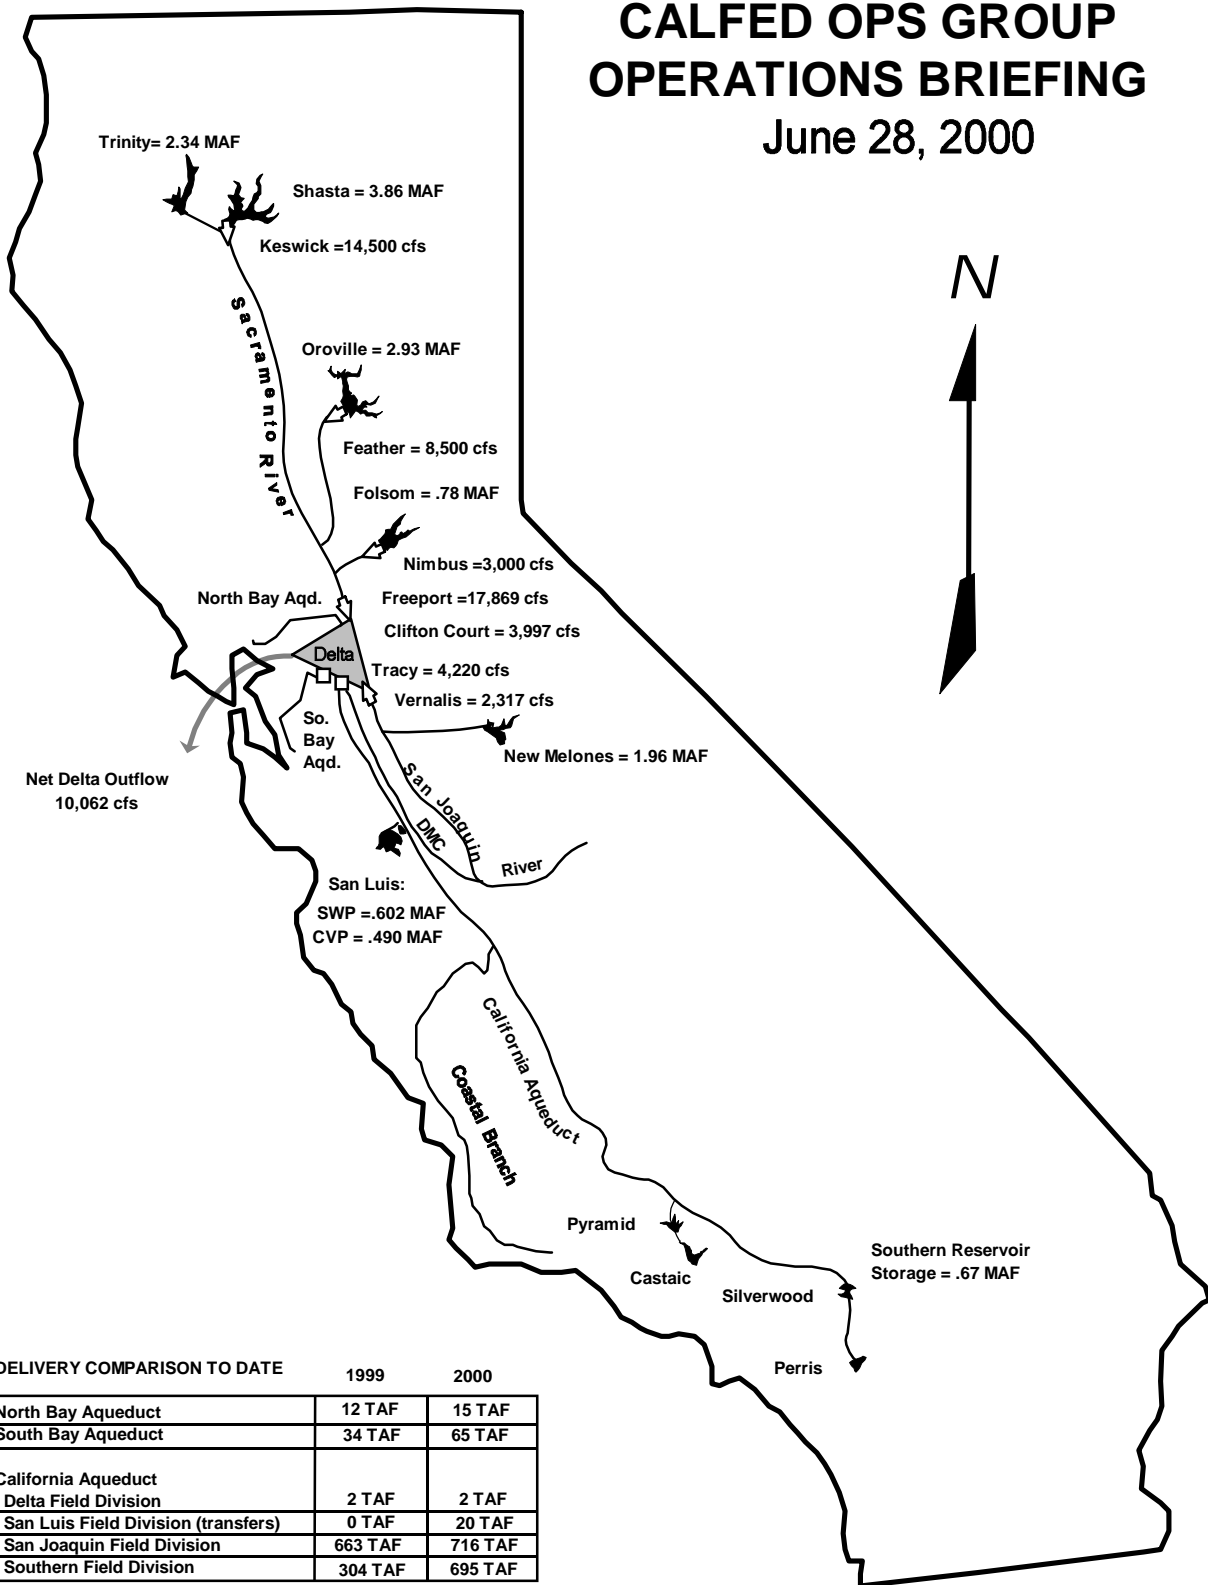 CALFED OPS GROUP
OPERATIONS BRIEFING
June 28, 2000
Trinity= 2.34 MAF
Shasta = 3.86 MAF
Keswick =14,500 cfs
N
Sacramento River
Oroville = 2.93 MAF
Feather = 8,500 cfs
Folsom = .78 MAF
Nimbus =3,000 cfs
North Bay Aqd.
Freeport =17,869 cfs
Clifton Court = 3,997 cfs
Delta
Tracy = 4,220 cfs
Vernalis = 2,317 cfs
So.
Bay
Aqd.
New Melones = 1.96 MAF
Net Delta Outflow
10,062 cfs
San Joaquin
River
DMC
San Luis:
SWP =.602 MAF
CVP = .490 MAF
California Aqueduct
Coastal Branch
Pyramid
Castaic
Silverwood
Southern Reservoir
Storage = .67 MAF
Perris
DELIVERY COMPARISON TO DATE 1999 2000
North Bay Aqueduct 12 TAF 15 TAF
South Bay Aqueduct 34 TAF 65 TAF
California Aqueduct
Delta Field Division 2 TAF 2 TAF
San Luis Field Division (transfers) 0 TAF 20 TAF
San Joaquin Field Division 663 TAF 716 TAF
Southern Field Division 304 TAF 695 TAF